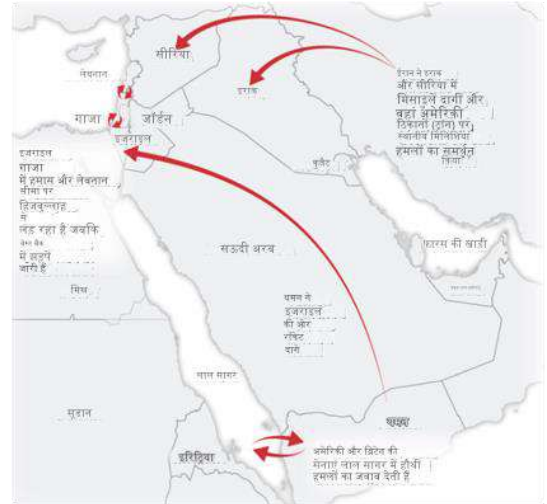 सीरिया
लेबनान
इराक
ईरान ने इराक
और सीरिया में
मिसाइलें दागीं और
वहां अमेरिकी
ठिकानों (ड्रोन) पर
स्थानीय मिलिशिया
हमलों का समर्थन
किया
गाजा
जॉर्डन
इजराइल
कुवैत
इजराइल
गाजा
में हमास और लेबनान
सीमा पर
हिजबुल्लाह
से
लड़ रहा है जबकि
वेस्ट बैंक
में झड़पें
जारी हैं
फारस की खाड़ी
सऊदी अरब
मिस्र
यमन ने
इजराइल
की ओर
रॉकेट
दागे
लाल सागर
सूडान
इरिट्रिया
अमेरिकी और ब्रिटेन की
सेनाएं लाल सागर में हौथी
हमलों का जवाब देती हैं